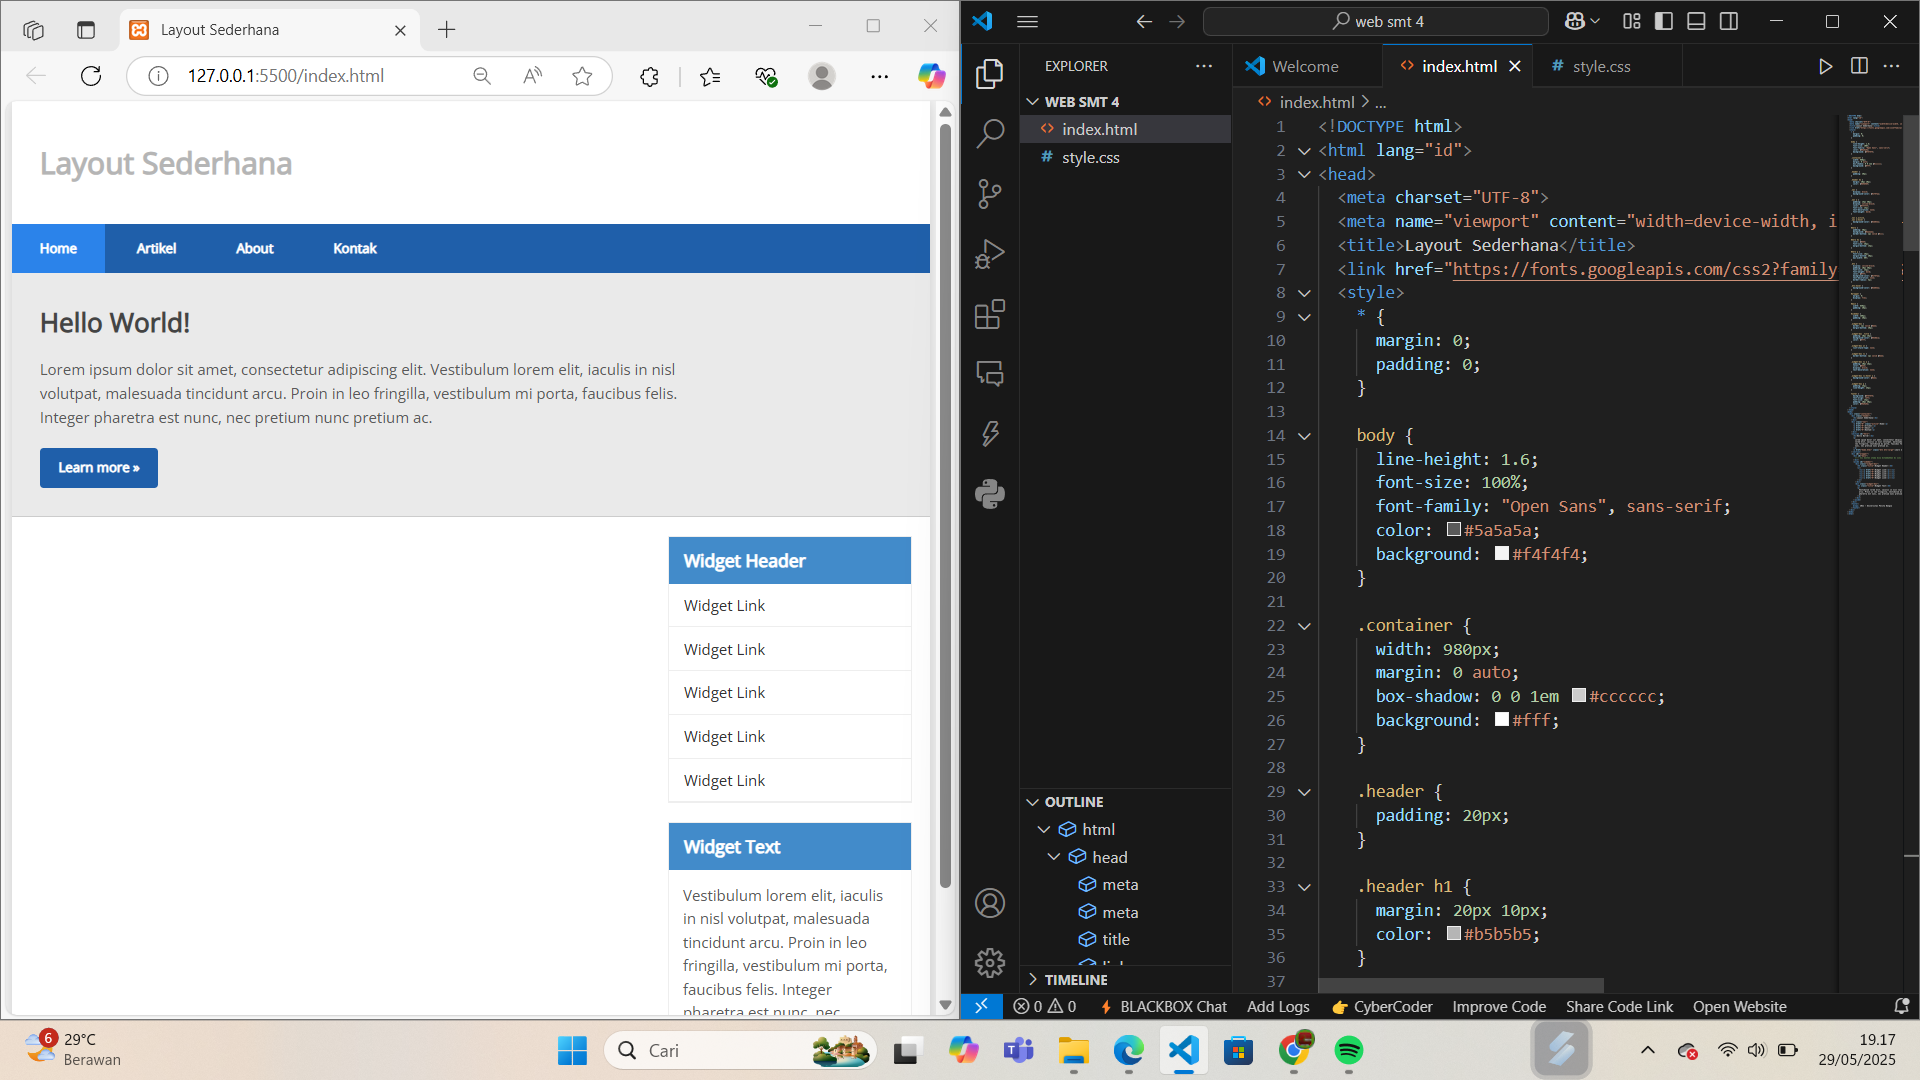 Layout Sederhana
127.0.0.1:5500/index.html
Layout Sederhana
Home Artikel About Kontak
Hello World!
Lorem ipsum dolor sit amet, consectetur adipiscing elit. Vestibulum lorem elit, iaculis in nisl
volutpat, malesuada tincidunt arcu. Proin in leo fringilla, vestibulum mi porta, faucibus felis.
Integer pharetra est nunc, nec pretium nunc pretium ac.
Learn more »
Widget Header
Widget Link
Widget Link
Widget Link
Widget Link
Widget Link
Widget Text
Vestibulum lorem elit, iaculis
in nisl volutpat, malesuada
tincidunt arcu. Proin in leo
fringilla, vestibulum mi porta,
faucibus felis. Integer
pharetra est nunc, nec
web smt 4
EXPLORER
WEB SMT 4
index.html
style.css
OUTLINE
html
head
meta
meta
title
link
TIMELINE
Welcome index.html style.css
index.html > ...
1 <!DOCTYPE html>
2 <html lang="id">
3 <head>
4 <meta charset="UTF-8">
5 <meta name="viewport" content="width=device-width, i
6 <title>Layout Sederhana</title>
7 <link href="https://fonts.googleapis.com/css2?family
8 <style>
9 * {
10 margin: 0;
11 padding: 0;
12 }
13
14 body {
15 line-height: 1.6;
16 font-size: 100%;
17 font-family: "Open Sans", sans-serif;
18 color: #5a5a5a;
19 background: #f4f4f4;
20 }
21
22 .container {
23 width: 980px;
24 margin: 0 auto;
25 box-shadow: 0 0 1em #cccccc;
26 background: #fff;
27 }
28
29 .header {
30 padding: 20px;
31 }
32
33 .header h1 {
34 margin: 20px 10px;
35 color: #b5b5b5;
36 }
37
0 0 BLACKBOX Chat Add Logs CyberCoder Improve Code Share Code Link Open Website
6
29°C
Berawan
Cari
19.17
29/05/2025